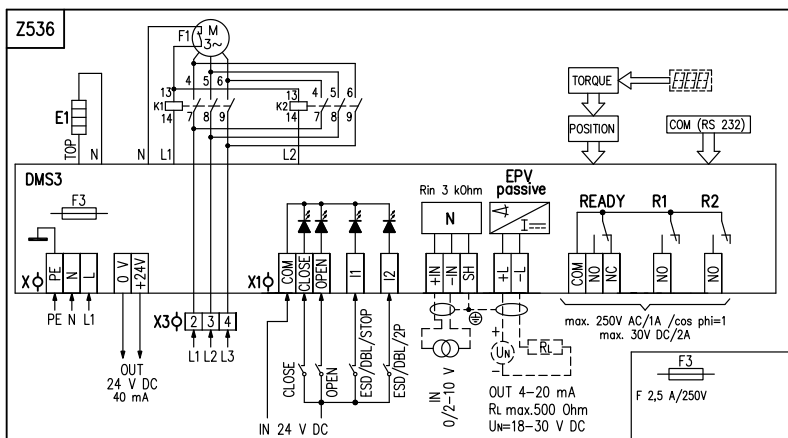 Z536
F1
M
3~
13
4 5 6
K1
14
7 8 9
13
4 5 6
K2
14
7 8 9
E1
TOP
N
N
L1
L2
TORQUE
POSITION
COM (RS 232)
DMS3
F3
Rin 3 kOhm
N
EPV
passive
READY
R1
R2
X
PE
N
L
0 V
+24V
X1
COM
CLOSE
OPEN
I1
I2
+IN
-IN
SH
+L
-L
COM
NO
NC
NO
NO
PE N L1
X3
2 3 4
L1 L2 L3
OUT
24 V DC
40 mA
CLOSE
OPEN
ESD/DBL/STOP
ESD/DBL/2P
IN 24 V DC
IN
0/2-10 V
+
UN
-
RL
OUT 4-20 mA
RL max.500 Ohm
UN=18-30 V DC
max. 250V AC/1A /cos phi=1
max. 30V DC/2A
F3
F 2,5 A/250V